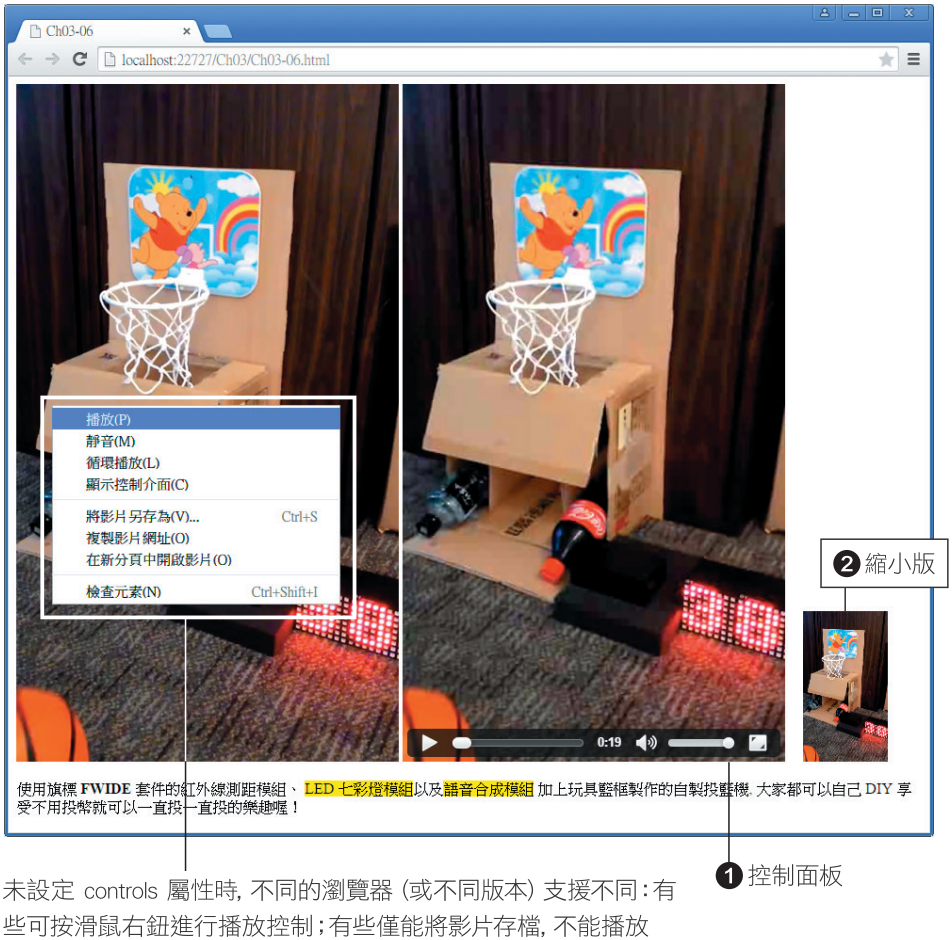 Ch03-06
localhost:22727/Ch03/Ch03-06.html
播放(P)
靜音(M)
循環播放(L)
顯示控制介面(C)
將影片另存為(V)... Ctrl+S
複製影片網址(O)
在新分頁中開啟影片(O)
檢查元素(N) Ctrl+Shift+I
Coca-Cola
0:19
❷縮小版
使用旗標 FWIDE 套件的紅外線測距模組、LED 七彩燈模組以及語音合成模組 加上玩具籃框製作的自製投籃機. 大家都可以自己 DIY 享
受不用投幣就可以一直投一直投的樂趣喔！
❶控制面板
未設定 controls 屬性時, 不同的瀏覽器 (或不同版本) 支援不同：有
些可按滑鼠右鈕進行播放控制；有些僅能將影片存檔, 不能播放